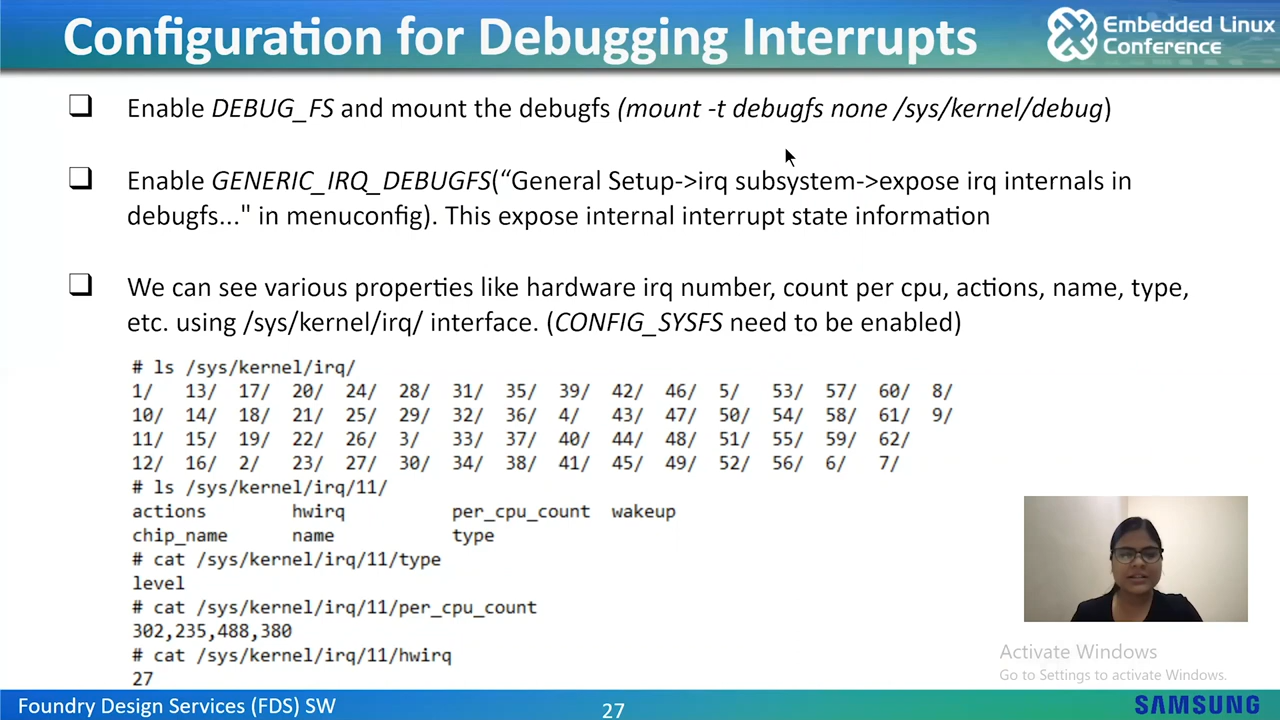 Configuration for Debugging Interrupts
Embedded Linux
Conference
❑ Enable DEBUG_FS and mount the debugfs (mount -t debugfs none /sys/kernel/debug)
❑ Enable GENERIC_IRQ_DEBUGFS(“General Setup->irq subsystem->expose irq internals in
debugfs..." in menuconfig). This expose internal interrupt state information
❑ We can see various properties like hardware irq number, count per cpu, actions, name, type,
etc. using /sys/kernel/irq/ interface. (CONFIG_SYSFS need to be enabled)
# ls /sys/kernel/irq/
1/ 13/ 17/ 20/ 24/ 28/ 31/ 35/ 39/ 42/ 46/ 5/ 53/ 57/ 60/ 8/
10/ 14/ 18/ 21/ 25/ 29/ 32/ 36/ 4/ 43/ 47/ 50/ 54/ 58/ 61/ 9/
11/ 15/ 19/ 22/ 26/ 3/ 33/ 37/ 40/ 44/ 48/ 51/ 55/ 59/ 62/
12/ 16/ 2/ 23/ 27/ 30/ 34/ 38/ 41/ 45/ 49/ 52/ 56/ 6/ 7/
# ls /sys/kernel/irq/11/
actions hwirq per_cpu_count wakeup
chip_name name type
# cat /sys/kernel/irq/11/type
level
# cat /sys/kernel/irq/11/per_cpu_count
302,235,488,380
# cat /sys/kernel/irq/11/hwirq
27
Activate Windows
Go to Settings to activate Windows.
Foundry Design Services (FDS) SW
27
SAMSUNG